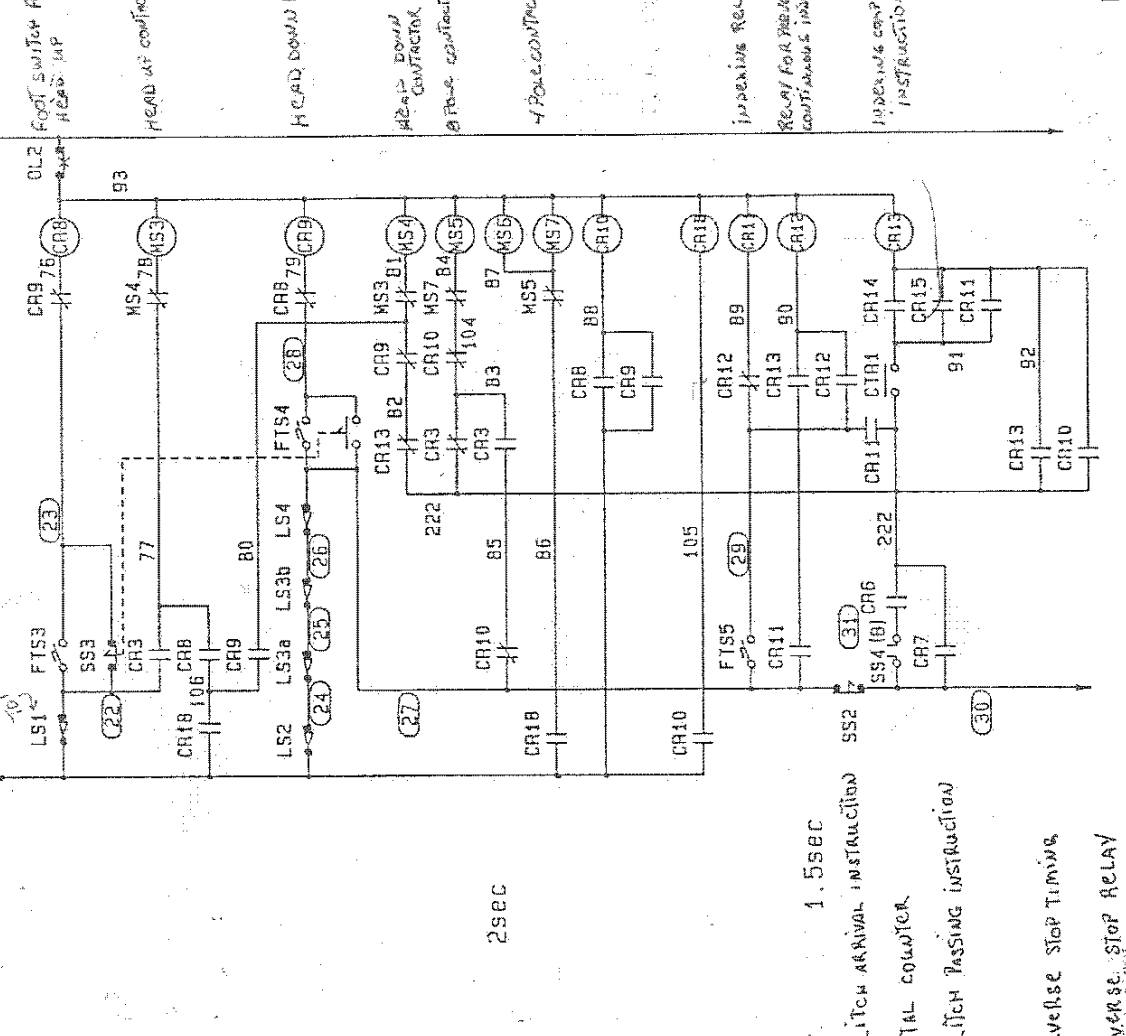 FOOT SWITCH
HEAD UP
HEAD UP
HEAD DOWN
HEAD DOWN
CONTACTOR
8 POLE
4 POLE
INDEXING
RELAY FOR
CONTINUOUS
INDEXING
OL2
93
CR8
MS3
CR9
MS4
MS5
MS6
MS7
CR10
CR18
CR11
CR12
CR13
CR9
76
MS4
78
CR8
79
MS3
81
MS7
84
87
MS5
88
89
90
CR14
CR15
CR11
28
CR9
CR10
104
83
CR8
CR9
CR12
CR13
CR12
CTR1
91
92
FTS4
82
CR13
CR3
CR3
CR11
CR13
CR10
23
77
80
LS4
26
LS3b
222
85
86
105
29
222
FTS3
SS3
CR3
CR8
CR9
LS3a
25
CR10
FTS5
CR11
31
CR6
SS4(B)
CR7
LS1
22
CR18
106
LS2
24
27
CR18
CR10
SS2
30
2sec
1.5sec
ARRIVAL INSTRUCTION
COUNTER
PASSING INSTRUCTION
STOP TIMING
STOP RELAY